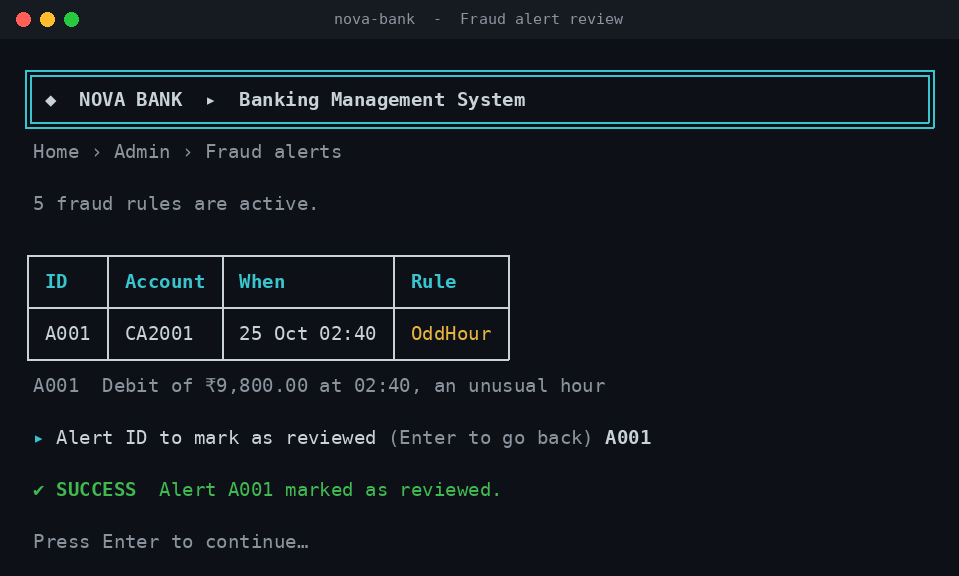 nova-bank  -  Fraud alert review
◆  NOVA BANK  ▸  Banking Management System
Home › Admin › Fraud alerts
5 fraud rules are active.
ID  Account  When  Rule
A001  CA2001  25 Oct 02:40  OddHour
A001  Debit of ₹9,800.00 at 02:40, an unusual hour
▸ Alert ID to mark as reviewed (Enter to go back) A001
✔ SUCCESS  Alert A001 marked as reviewed.
Press Enter to continue…